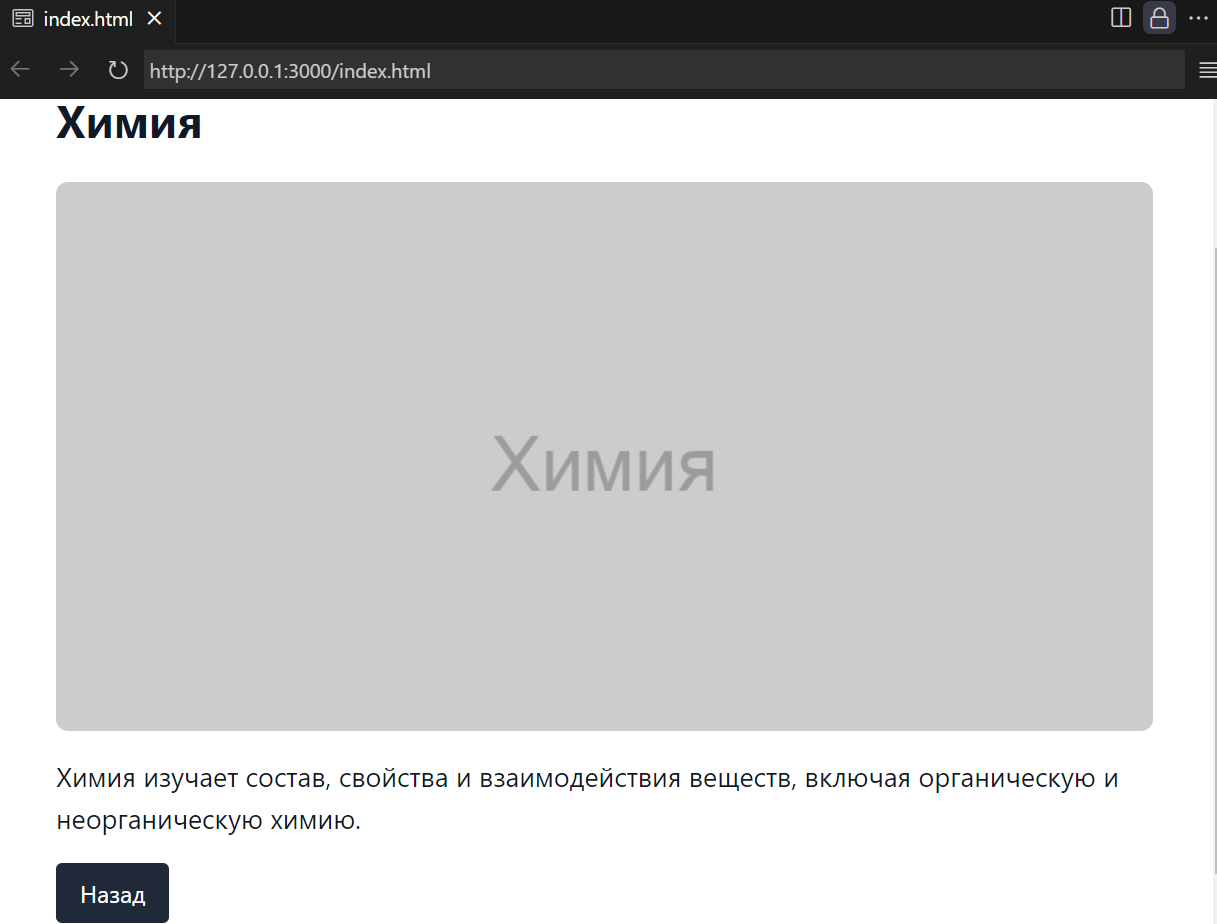 index.html
http://127.0.0.1:3000/index.html
Химия
Химия
Химия изучает состав, свойства и взаимодействия веществ, включая органическую и
неорганическую химию.
Назад